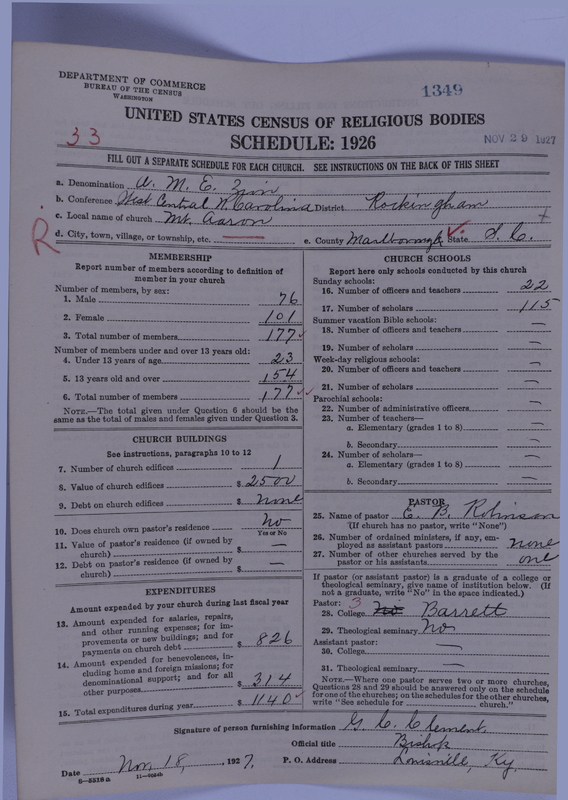 DEPARTMENT OF COMMERCE
BUREAU OF THE CENSUS
WASHINGTON
1349
UNITED STATES CENSUS OF RELIGIOUS BODIES
33
SCHEDULE: 1926
NOV 29 1927
FILL OUT A SEPARATE SCHEDULE FOR EACH CHURCH. SEE INSTRUCTIONS ON THE BACK OF THIS SHEET
a. Denomination A. M. E. Zion
b. Conference West Central N. Carolina District Rockingham
c. Local name of church Mt. Aaron
d. City, town, village, or township, etc. e. County Marlborough State S. C.
R
MEMBERSHIP
Report number of members according to definition of
member in your church
Number of members, by sex:
1. Male 76
2. Female 101
3. Total number of members 177
Number of members under and over 13 years old:
4. Under 13 years of age 23
5. 13 years old and over 154
6. Total number of members 177
NOTE.—The total given under Question 6 should be the
same as the total of males and females given under Question 3.
CHURCH BUILDINGS
See instructions, paragraphs 10 to 12
7. Number of church edifices 1
8. Value of church edifices $ 2500
9. Debt on church edifices $ None
10. Does church own pastor's residence No
Yes or No
11. Value of pastor's residence (if owned by
church) $ —
12. Debt on pastor's residence (if owned by
church) $ —
EXPENDITURES
Amount expended by your church during last fiscal year
13. Amount expended for salaries, repairs,
and other running expenses; for im-
provements or new buildings; and for
payments on church debt $ 826
14. Amount expended for benevolences, in-
cluding home and foreign missions; for
denominational support; and for all
other purposes $ 314
15. Total expenditures during year $ 1140
CHURCH SCHOOLS
Report here only schools conducted by this church
Sunday schools:
16. Number of officers and teachers 22
17. Number of scholars 115
Summer vacation Bible schools:
18. Number of officers and teachers —
19. Number of scholars —
Week-day religious schools:
20. Number of officers and teachers —
21. Number of scholars —
Parochial schools:
22. Number of administrative officers —
23. Number of teachers—
a. Elementary (grades 1 to 8) —
b. Secondary —
24. Number of scholars—
a. Elementary (grades 1 to 8) —
b. Secondary —
PASTOR
25. Name of pastor E. B. Robinson
(If church has no pastor, write "None")
26. Number of ordained ministers, if any, em-
ployed as assistant pastors none
27. Number of other churches served by the
pastor or his assistants one
If pastor (or assistant pastor) is a graduate of a college or
theological seminary, give name of institution below. (If
not a graduate, write "No" in the space indicated.)
Pastor: 3
28. College Barrett
29. Theological seminary No
Assistant pastor:
30. College —
31. Theological seminary —
NOTE.—Where one pastor serves two or more churches,
Questions 28 and 29 should be answered only on the schedule
for one of the churches; on the schedules for the other churches,
write "See schedule for church."
Signature of person furnishing information G. C. Clement.
Official title Bishop
Date Nov. 18, 1927. P. O. Address Louisville, Ky.
8—5518a 11—9054b